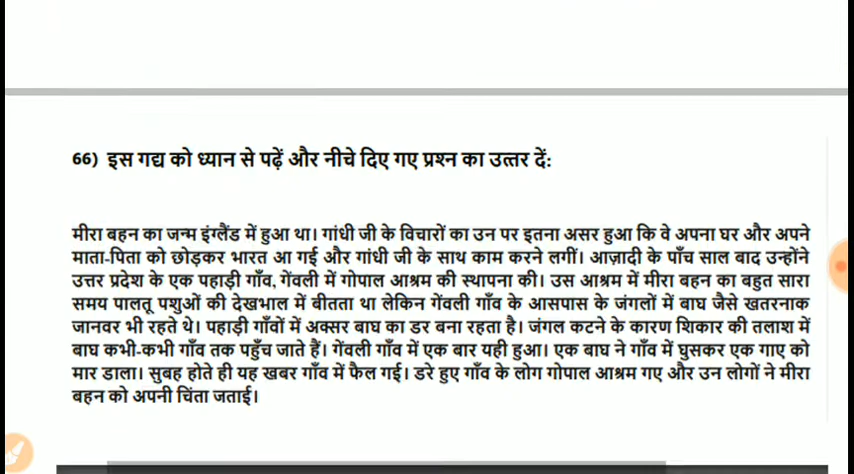 66) इस गद्य को ध्यान से पढ़ें और नीचे दिए गए प्रश्न का उत्तर दें:
मीरा बहन का जन्म इंग्लैंड में हुआ था। गांधी जी के विचारों का उन पर इतना असर हुआ कि वे अपना घर और अपने
माता-पिता को छोड़कर भारत आ गई और गांधी जी के साथ काम करने लगीं। आज़ादी के पाँच साल बाद उन्होंने
उत्तर प्रदेश के एक पहाड़ी गाँव, गेंवली में गोपाल आश्रम की स्थापना की। उस आश्रम में मीरा बहन का बहुत सारा
समय पालतू पशुओं की देखभाल में बीतता था लेकिन गेंवली गाँव के आसपास के जंगलों में बाघ जैसे खतरनाक
जानवर भी रहते थे। पहाड़ी गाँवों में अक्सर बाघ का डर बना रहता है। जंगल कटने के कारण शिकार की तलाश में
बाघ कभी-कभी गाँव तक पहुँच जाते हैं। गेंवली गाँव में एक बार यही हुआ। एक बाघ ने गाँव में घुसकर एक गाए को
मार डाला। सुबह होते ही यह खबर गाँव में फैल गई। डरे हुए गाँव के लोग गोपाल आश्रम गए और उन लोगों ने मीरा
बहन को अपनी चिंता जताई।